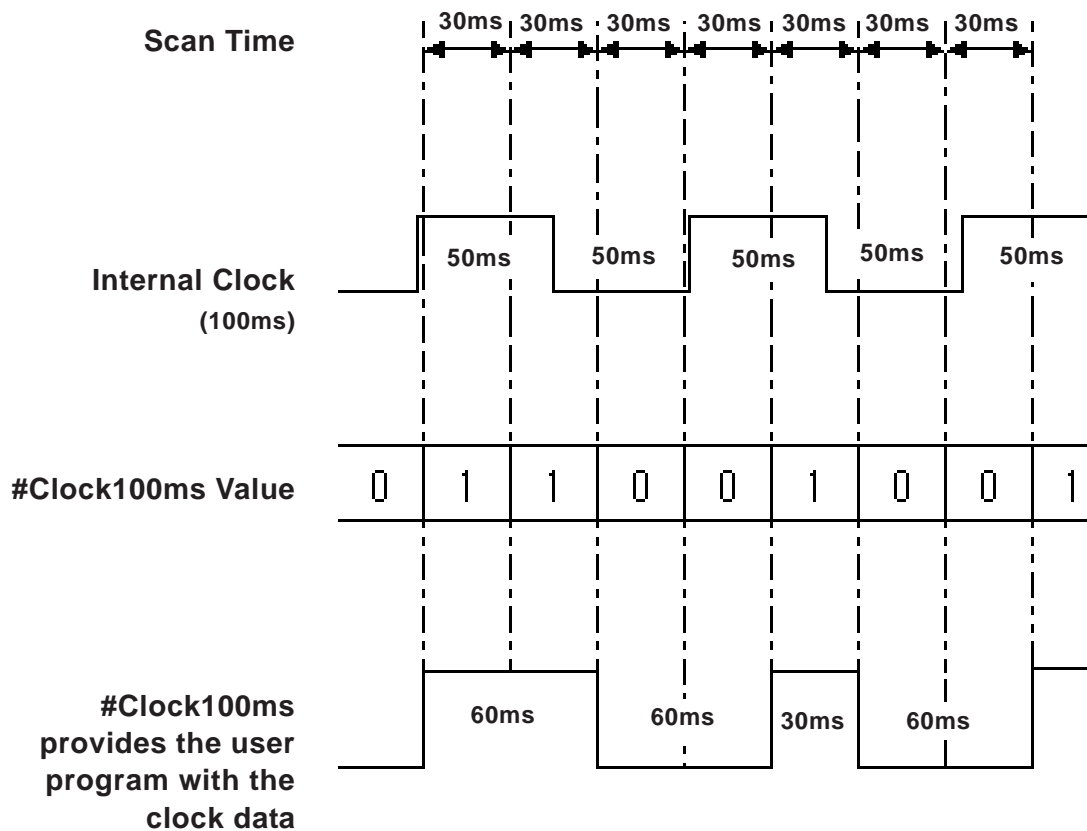 Scan Time
30ms 30ms 30ms 30ms 30ms 30ms 30ms
Internal Clock
(100ms)
50ms 50ms 50ms 50ms 50ms
#Clock100ms Value
0 1 1 0 0 1 0 0 1
#Clock100ms
provides the user
program with the
clock data
60ms 60ms 30ms 60ms